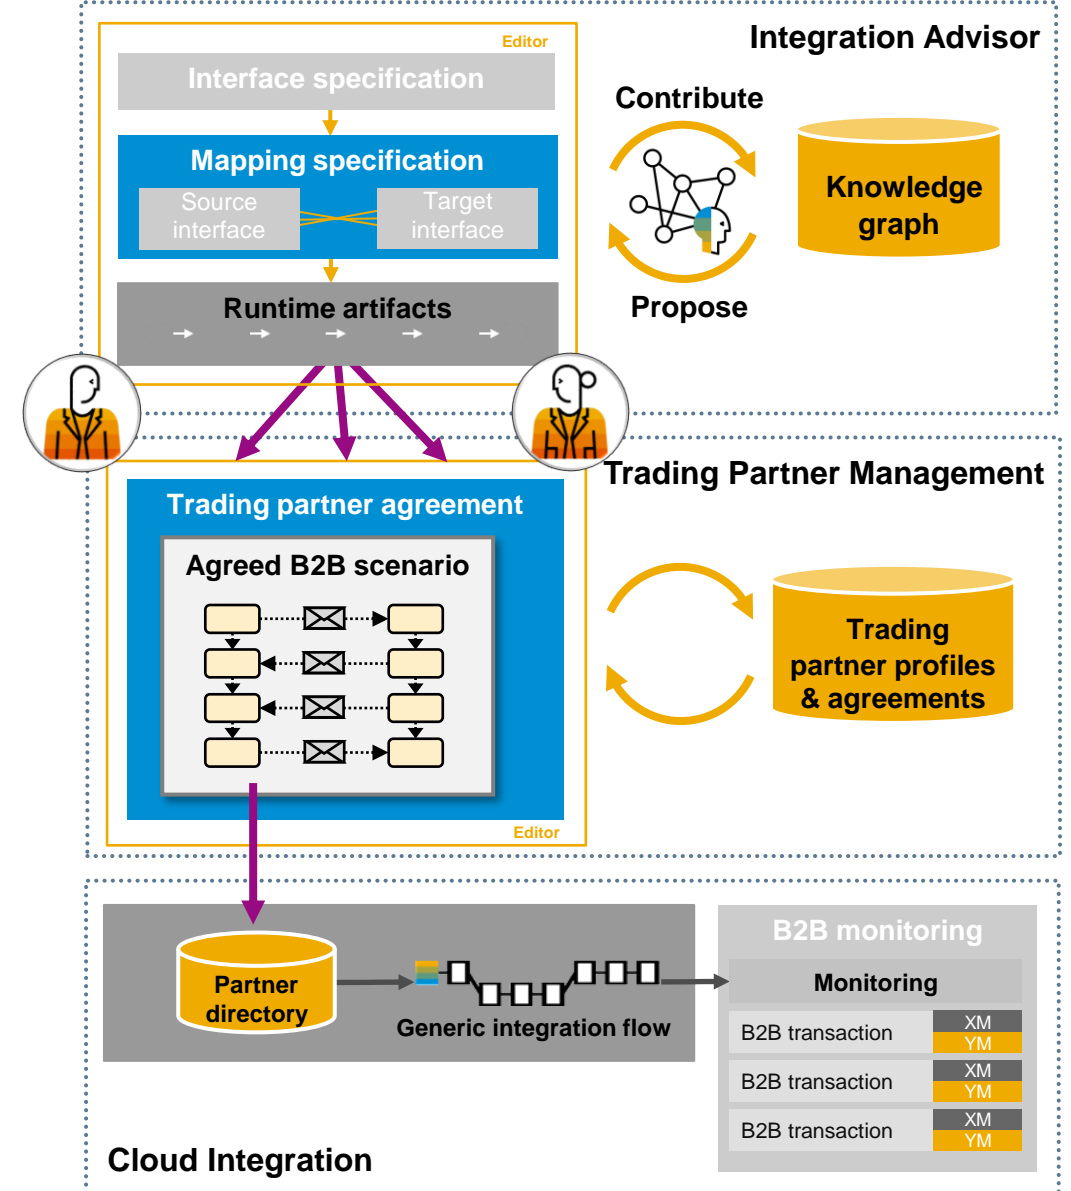 Integration Advisor
Editor
Interface specification
Mapping specification
Source
interface
Target
interface
Runtime artifacts
Contribute
Propose
Knowledge
graph
Trading Partner Management
Trading partner agreement
Agreed B2B scenario
Editor
Trading
partner profiles
& agreements
Partner
directory
Generic integration flow
B2B monitoring
Monitoring
B2B transaction
XM
YM
B2B transaction
XM
YM
B2B transaction
XM
YM
Cloud Integration